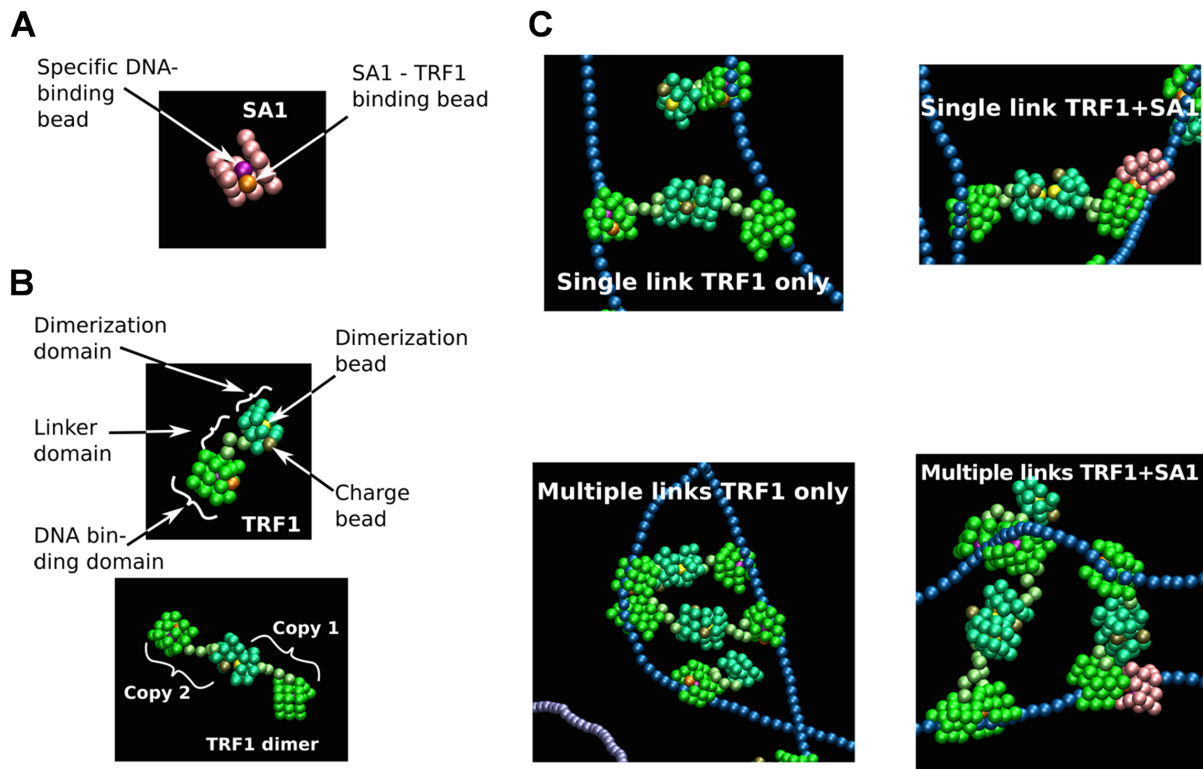 A
Specific DNA-
binding
bead
SA1
SA1 - TRF1
binding bead
B
Dimerization
domain
Dimerization
bead
Linker
domain
Charge
bead
TRF1
DNA bin-
ding domain
Copy 1
Copy 2
TRF1 dimer
C
Single link TRF1 only
Single link TRF1+SA1
Multiple links TRF1 only
Multiple links TRF1+SA1